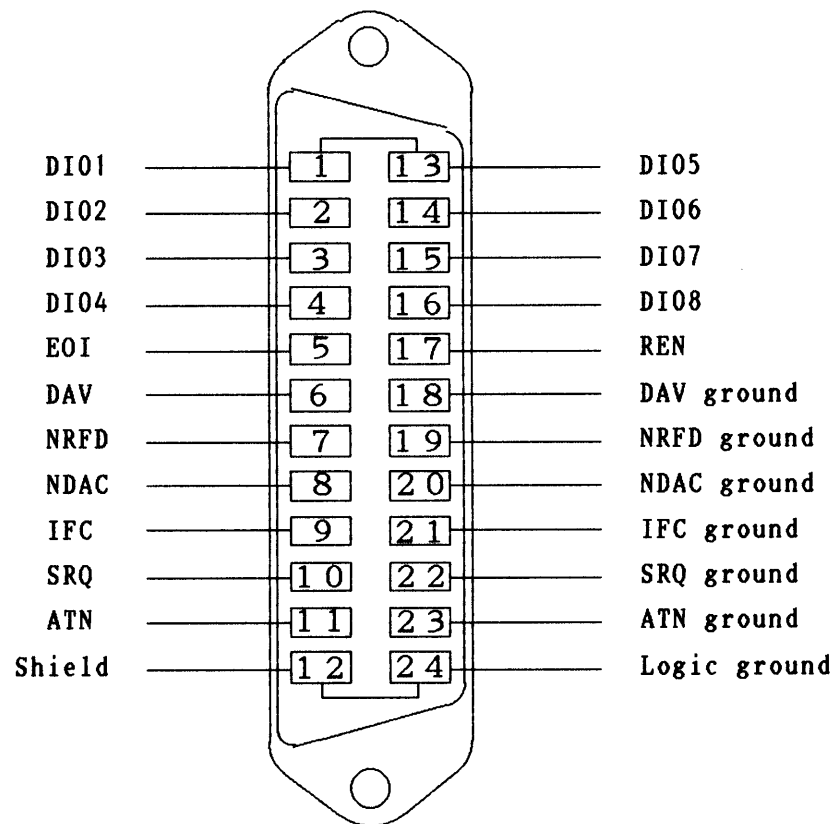 DIO1 1 13 DIO5
DIO2 2 14 DIO6
DIO3 3 15 DIO7
DIO4 4 16 DIO8
EOI 5 17 REN
DAV 6 18 DAV ground
NRFD 7 19 NRFD ground
NDAC 8 20 NDAC ground
IFC 9 21 IFC ground
SRQ 10 22 SRQ ground
ATN 11 23 ATN ground
Shield 12 24 Logic ground